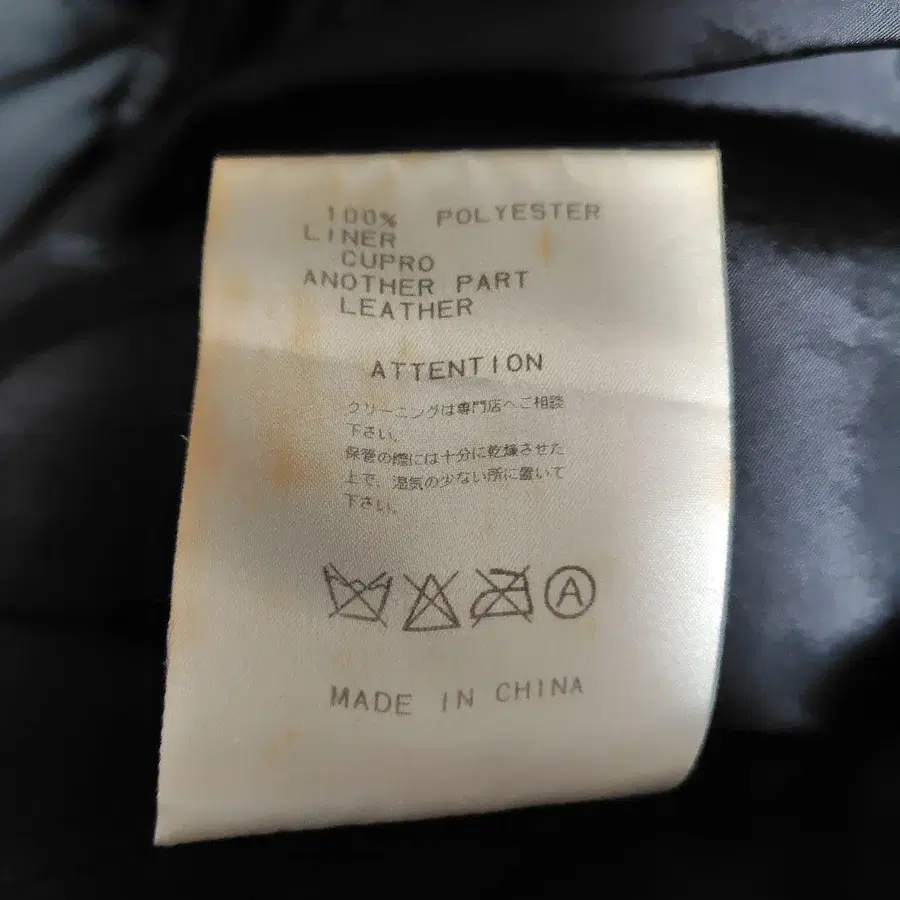 100% POLYESTER
LINER
CUPRO
ANOTHER PART
LEATHER
ATTENTION
クリーニングは専門店へご相談
下さい。
保管の際には十分に乾燥させた
上で、湿気の少ない所に置いて
下さい。
A
MADE IN CHINA